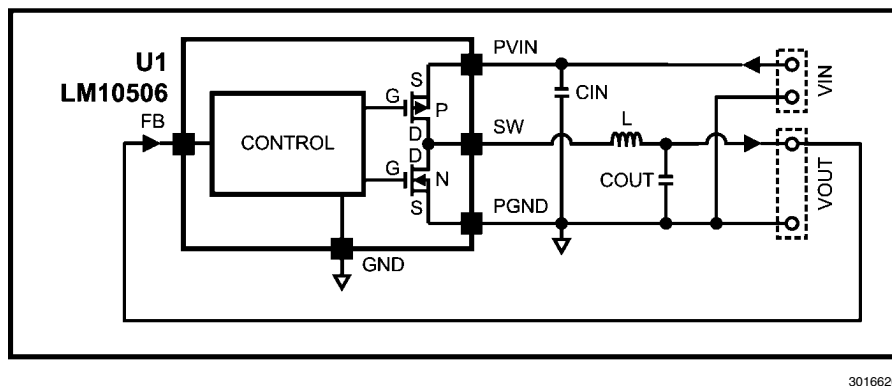 U1
LM10506
PVIN
S
G
P
CIN
VIN
FB
CONTROL
D
SW
L
D
G
N
COUT
VOUT
S
PGND
GND
301662